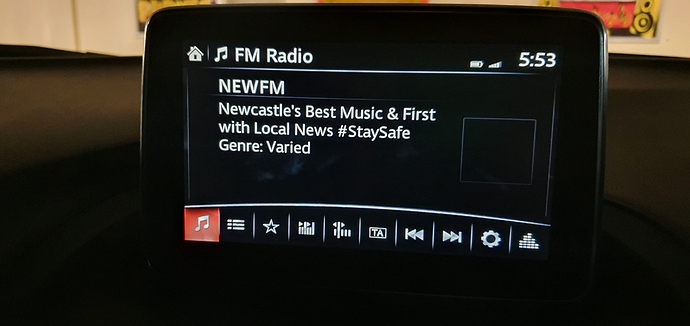 FM Radio
5:53
NEWFM
Newcastle's Best Music & First
with Local News #StaySafe
Genre: Varied
TA